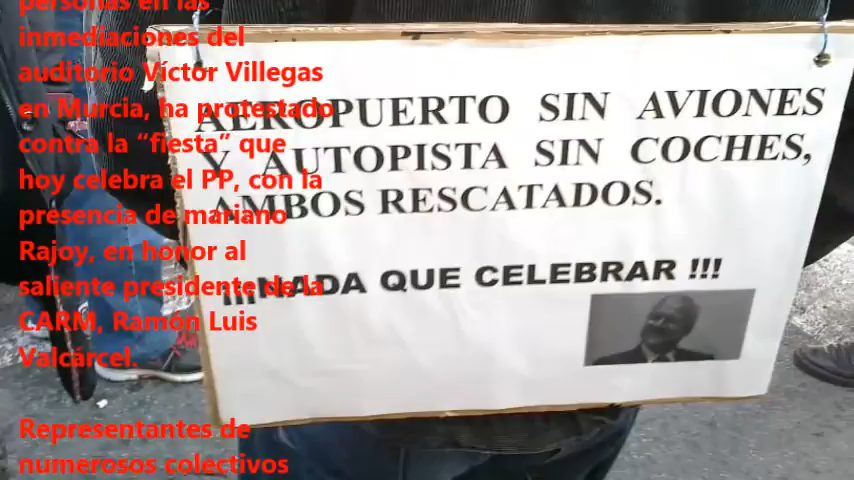 personas en las
inmediaciones del
auditorio Víctor Villegas
en Murcia, ha protestado
contra la “fiesta” que
hoy celebra el PP, con la
presencia de mariano
Rajoy, en honor al
saliente presidente de la
CARM, Ramón Luis
Valcárcel.
Representantes de
numerosos colectivos
AEROPUERTO SIN AVIONES
Y AUTOPISTA SIN COCHES,
AMBOS RESCATADOS.
¡¡¡NADA QUE CELEBRAR !!!